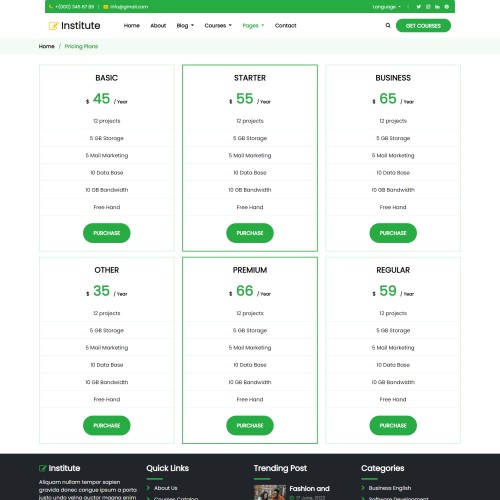 +(000) 345 67 89 | info@gmail.com Language
Institute Home About Blog Courses Pages Contact GET COURSES
Home / Pricing Plans
BASIC STARTER BUSINESS
$ 45 / Year $ 55 / Year $ 65 / Year
12 projects 12 projects 12 projects
5 GB Storage 5 GB Storage 5 GB Storage
5 Mail Marketing 5 Mail Marketing 5 Mail Marketing
10 Data Base 10 Data Base 10 Data Base
10 GB Bandwidth 10 GB Bandwidth 10 GB Bandwidth
Free Hand Free Hand Free Hand
PURCHASE PURCHASE PURCHASE
OTHER PREMIUM REGULAR
$ 35 / Year $ 66 / Year $ 59 / Year
12 projects 12 projects 12 projects
5 GB Storage 5 GB Storage 5 GB Storage
5 Mail Marketing 5 Mail Marketing 5 Mail Marketing
10 Data Base 10 Data Base 10 Data Base
10 GB Bandwidth 10 GB Bandwidth 10 GB Bandwidth
Free Hand Free Hand Free Hand
PURCHASE PURCHASE PURCHASE
Institute Quick Links Trending Post Categories
Aliquam nullam tempor sapien About Us Fashion and Business English
gravida donec congue ipsum a porta 17 June, 2023
justo undo velna auctor magna enim Courses Catalog Software Development